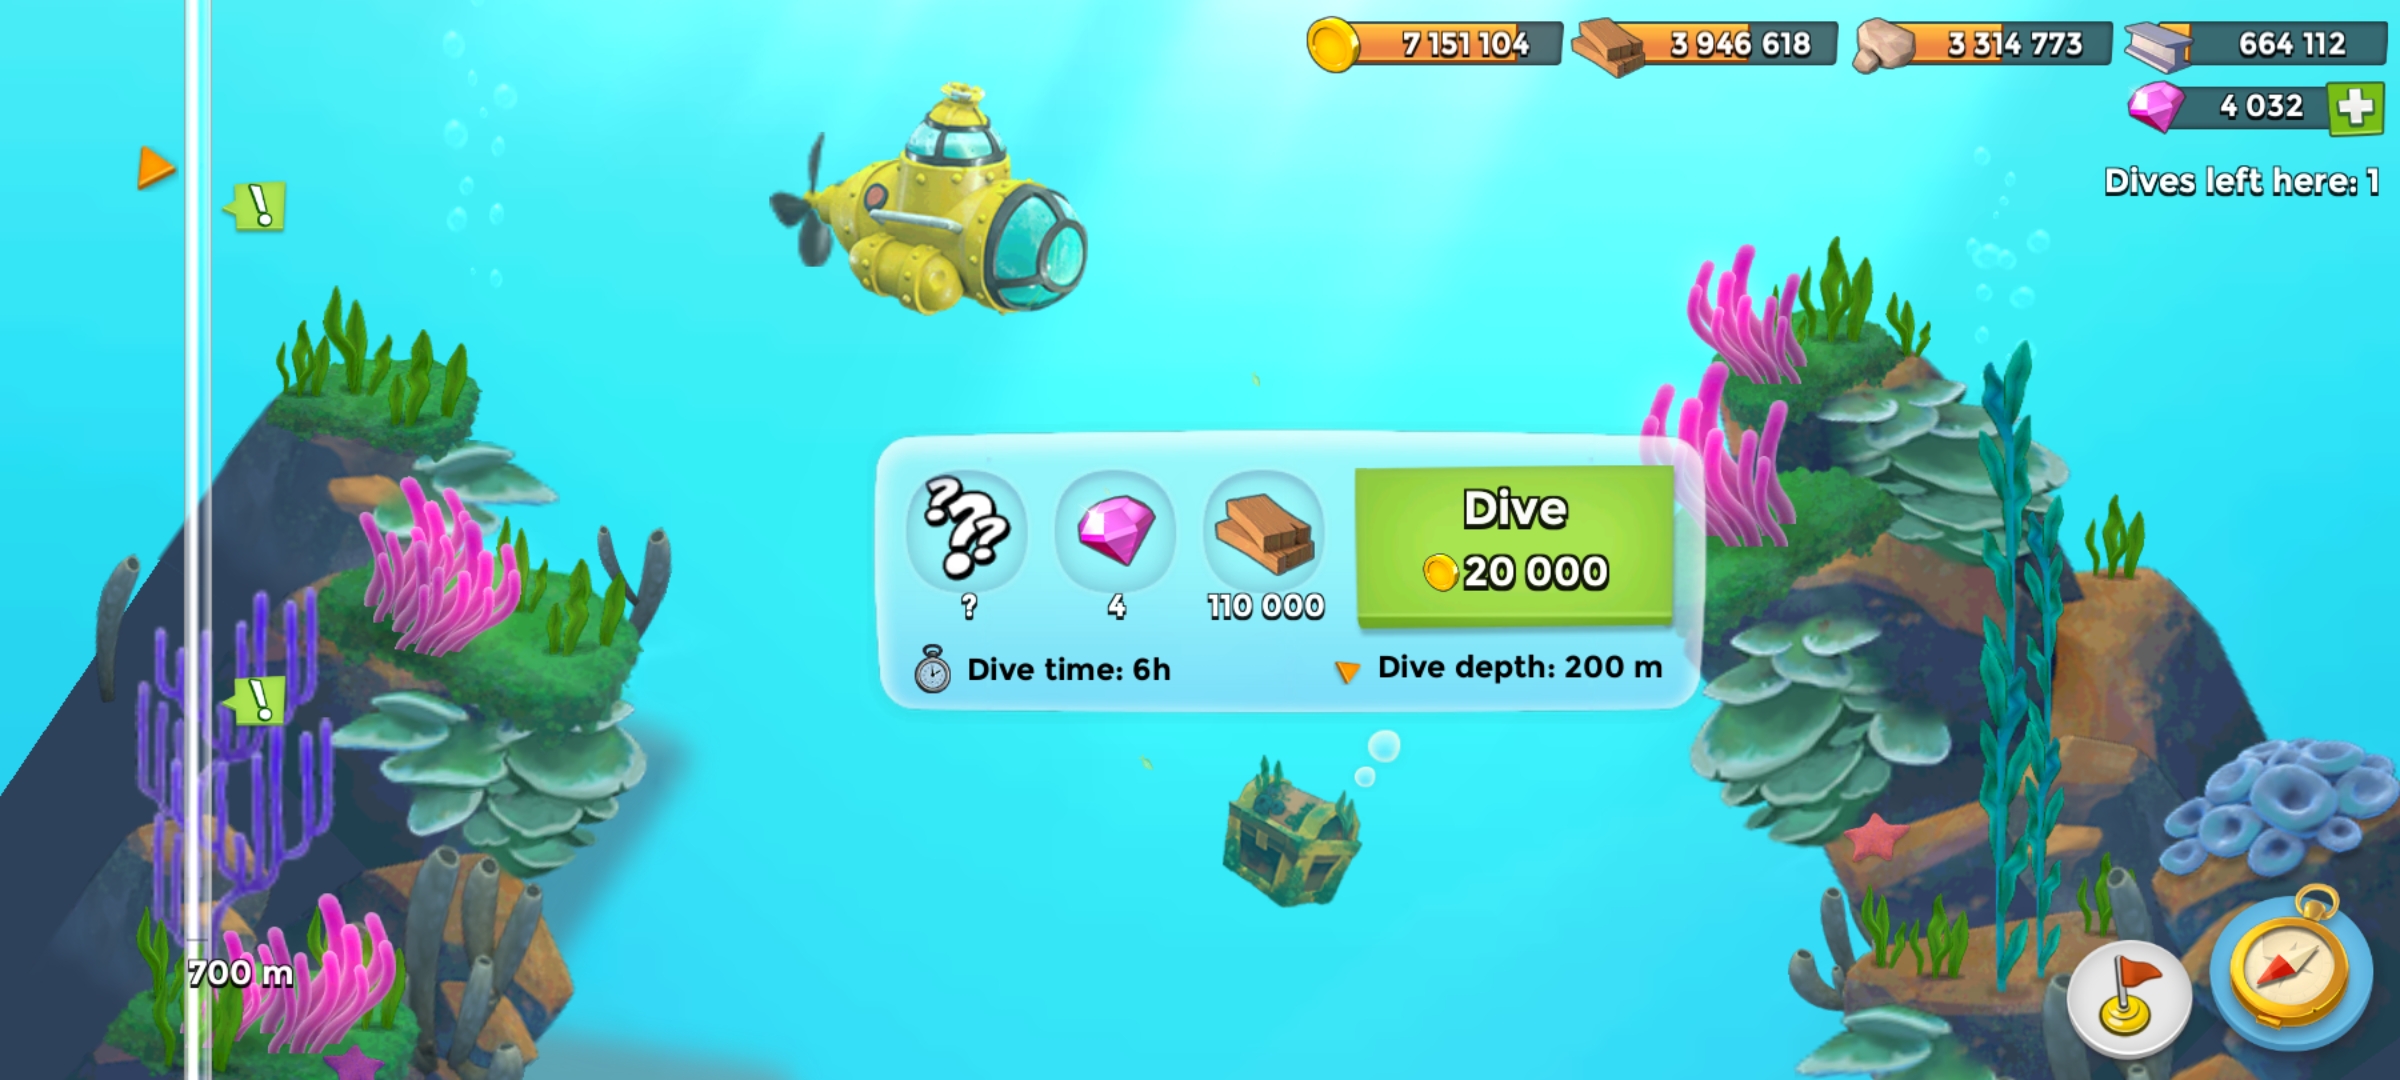 7 151 104
3 946 618
3 314 773
664 112
4 032
Dives left here: 1
!
???
?
4
110 000
Dive
20 000
Dive time: 6h
Dive depth: 200 m
!
700 m